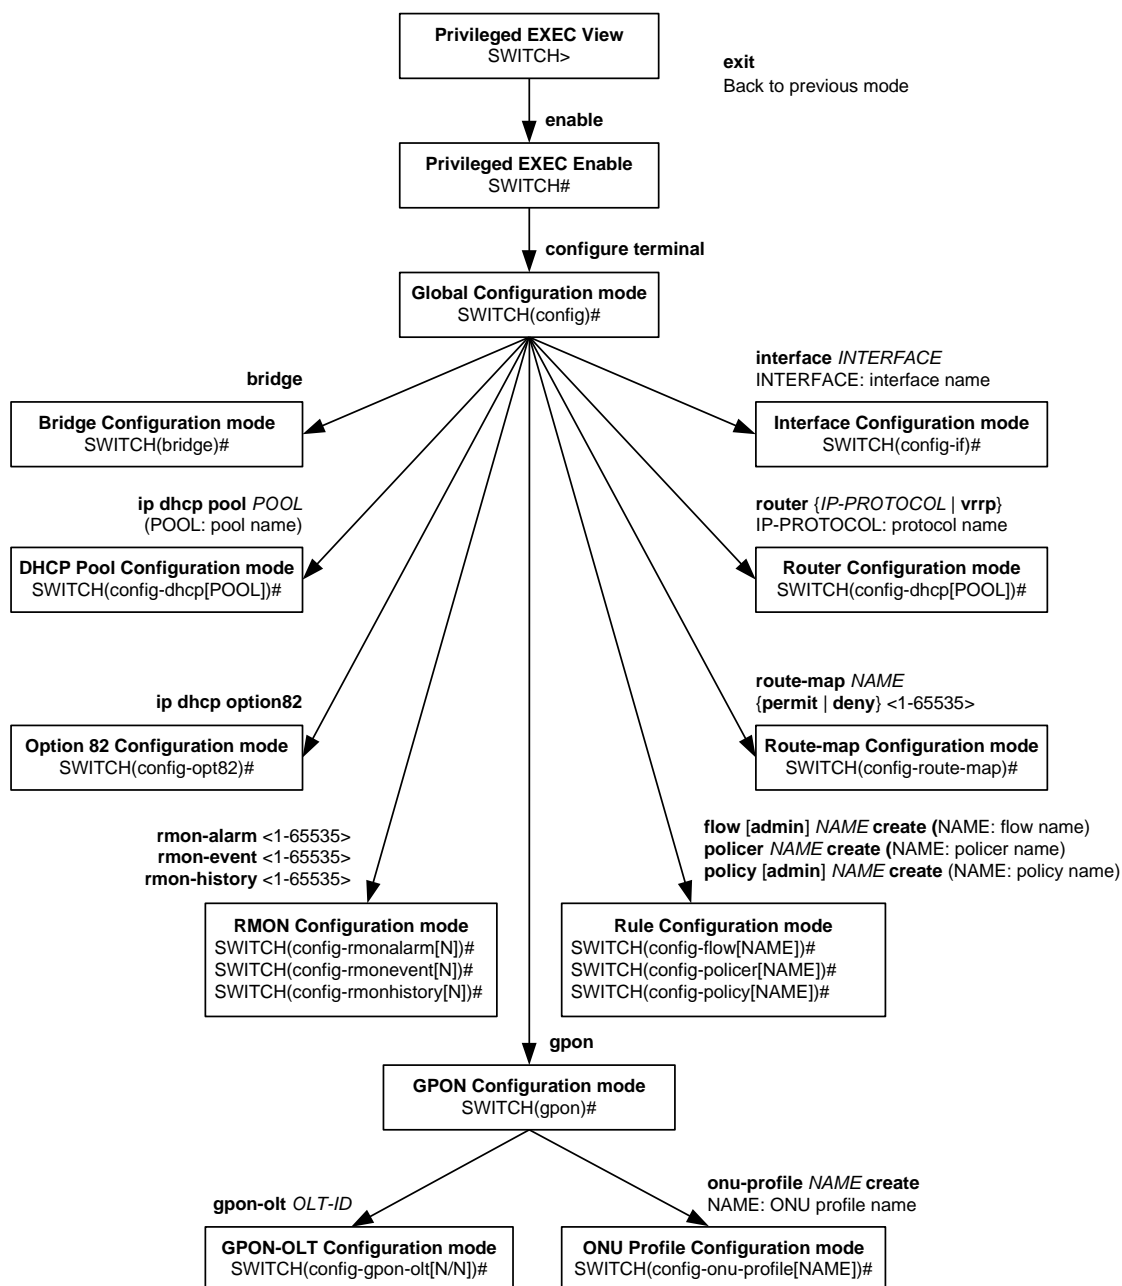 Privileged EXEC View
SWITCH>
exit
Back to previous mode
enable
Privileged EXEC Enable
SWITCH#
configure terminal
Global Configuration mode
SWITCH(config)#
bridge
Bridge Configuration mode
SWITCH(bridge)#
interface INTERFACE
INTERFACE: interface name
Interface Configuration mode
SWITCH(config-if)#
ip dhcp pool POOL
(POOL: pool name)
DHCP Pool Configuration mode
SWITCH(config-dhcp[POOL])#
router {IP-PROTOCOL | vrrp}
IP-PROTOCOL: protocol name
Router Configuration mode
SWITCH(config-dhcp[POOL])#
ip dhcp option82
Option 82 Configuration mode
SWITCH(config-opt82)#
route-map NAME
{permit | deny} <1-65535>
Route-map Configuration mode
SWITCH(config-route-map)#
rmon-alarm <1-65535>
rmon-event <1-65535>
rmon-history <1-65535>
RMON Configuration mode
SWITCH(config-rmonalarm[N])#
SWITCH(config-rmonevent[N])#
SWITCH(config-rmonhistory[N])#
flow [admin] NAME create (NAME: flow name)
policer NAME create (NAME: policer name)
policy [admin] NAME create (NAME: policy name)
Rule Configuration mode
SWITCH(config-flow[NAME])#
SWITCH(config-policer[NAME])#
SWITCH(config-policy[NAME])#
gpon
GPON Configuration mode
SWITCH(gpon)#
gpon-olt OLT-ID
GPON-OLT Configuration mode
SWITCH(config-gpon-olt[N/N])#
onu-profile NAME create
NAME: ONU profile name
ONU Profile Configuration mode
SWITCH(config-onu-profile[NAME])#